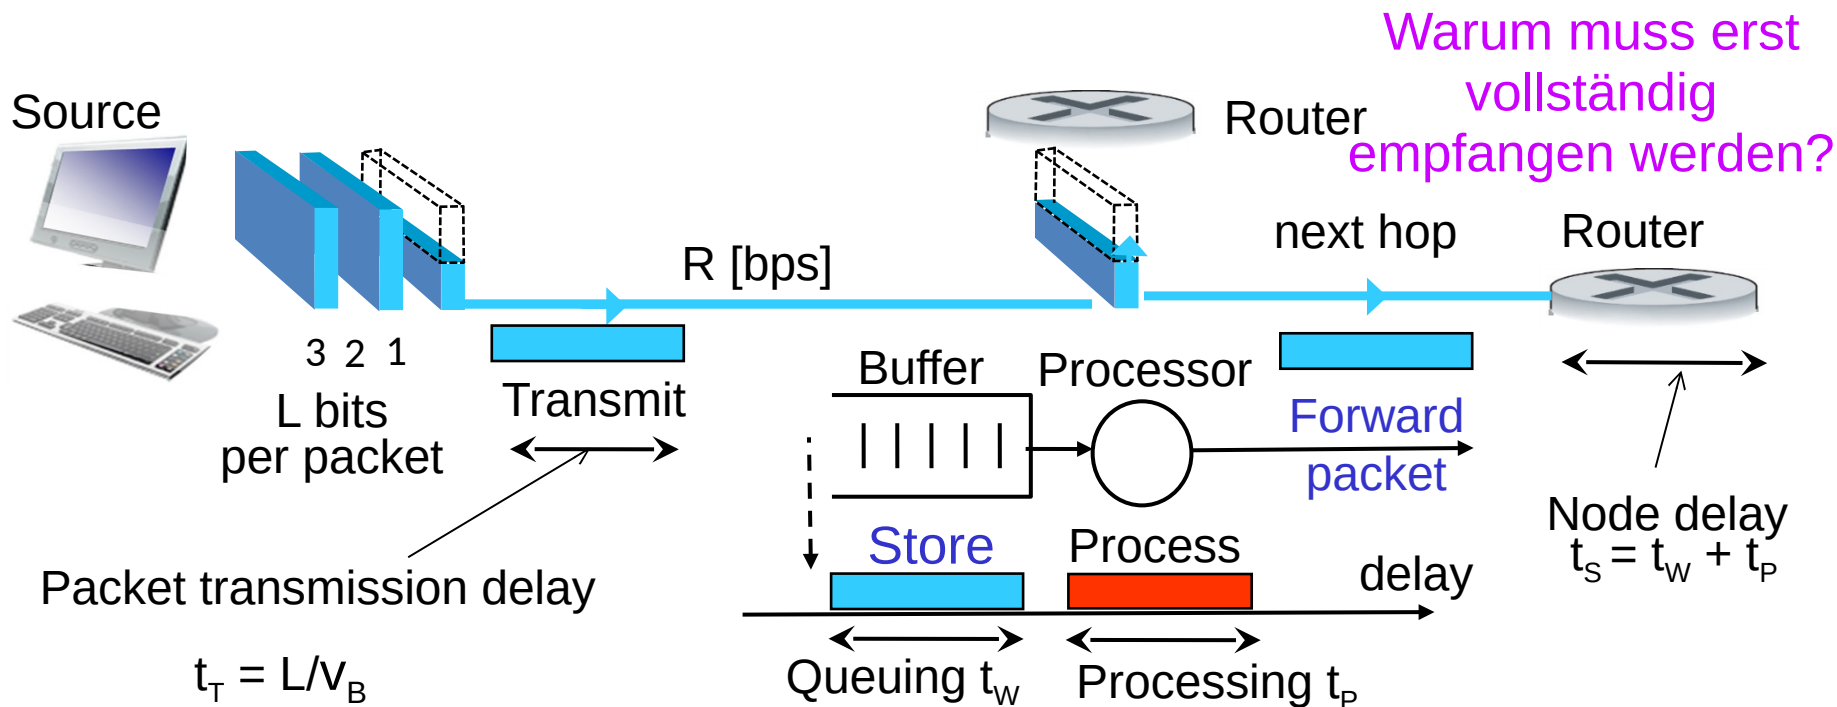 Warum muss erst
vollständig
empfangen werden?
Source
Router
next hop
Router
R [bps]
3 2 1
L bits
per packet
Transmit
Buffer
Processor
Forward
packet
Store
Process
delay
Node delay
tS = tW + tP
Packet transmission delay
tT = L/vB
Queuing tW
Processing tP